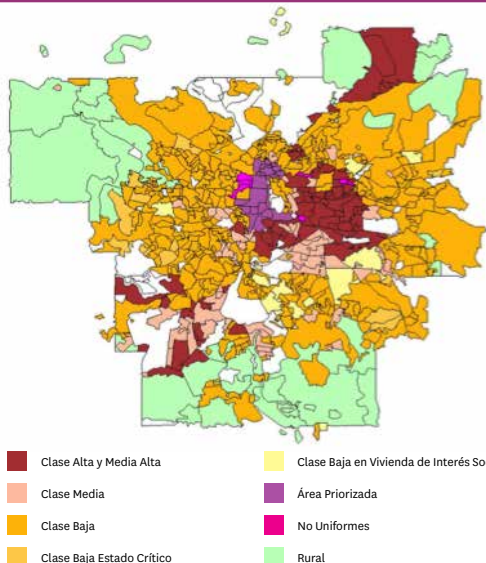 Clase Alta y Media Alta
Clase Media
Clase Baja
Clase Baja Estado Crítico
Clase Baja en Vivienda de Interés So
Área Priorizada
No Uniformes
Rural